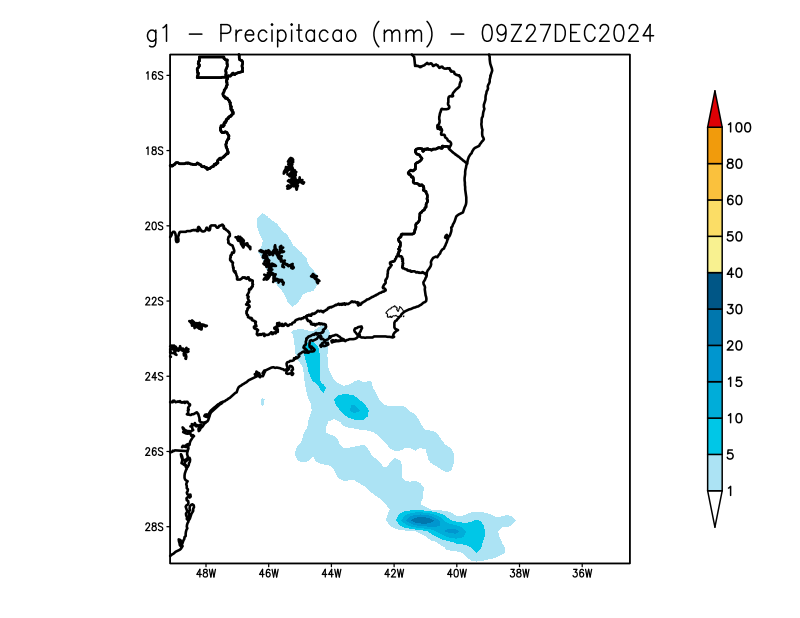 g1 – Precipitacao (mm) – 09Z27DEC2024
16S
18S
20S
22S
24S
26S
28S
48W 46W 44W 42W 40W 38W 36W
100
80
60
50
40
30
20
15
10
5
1